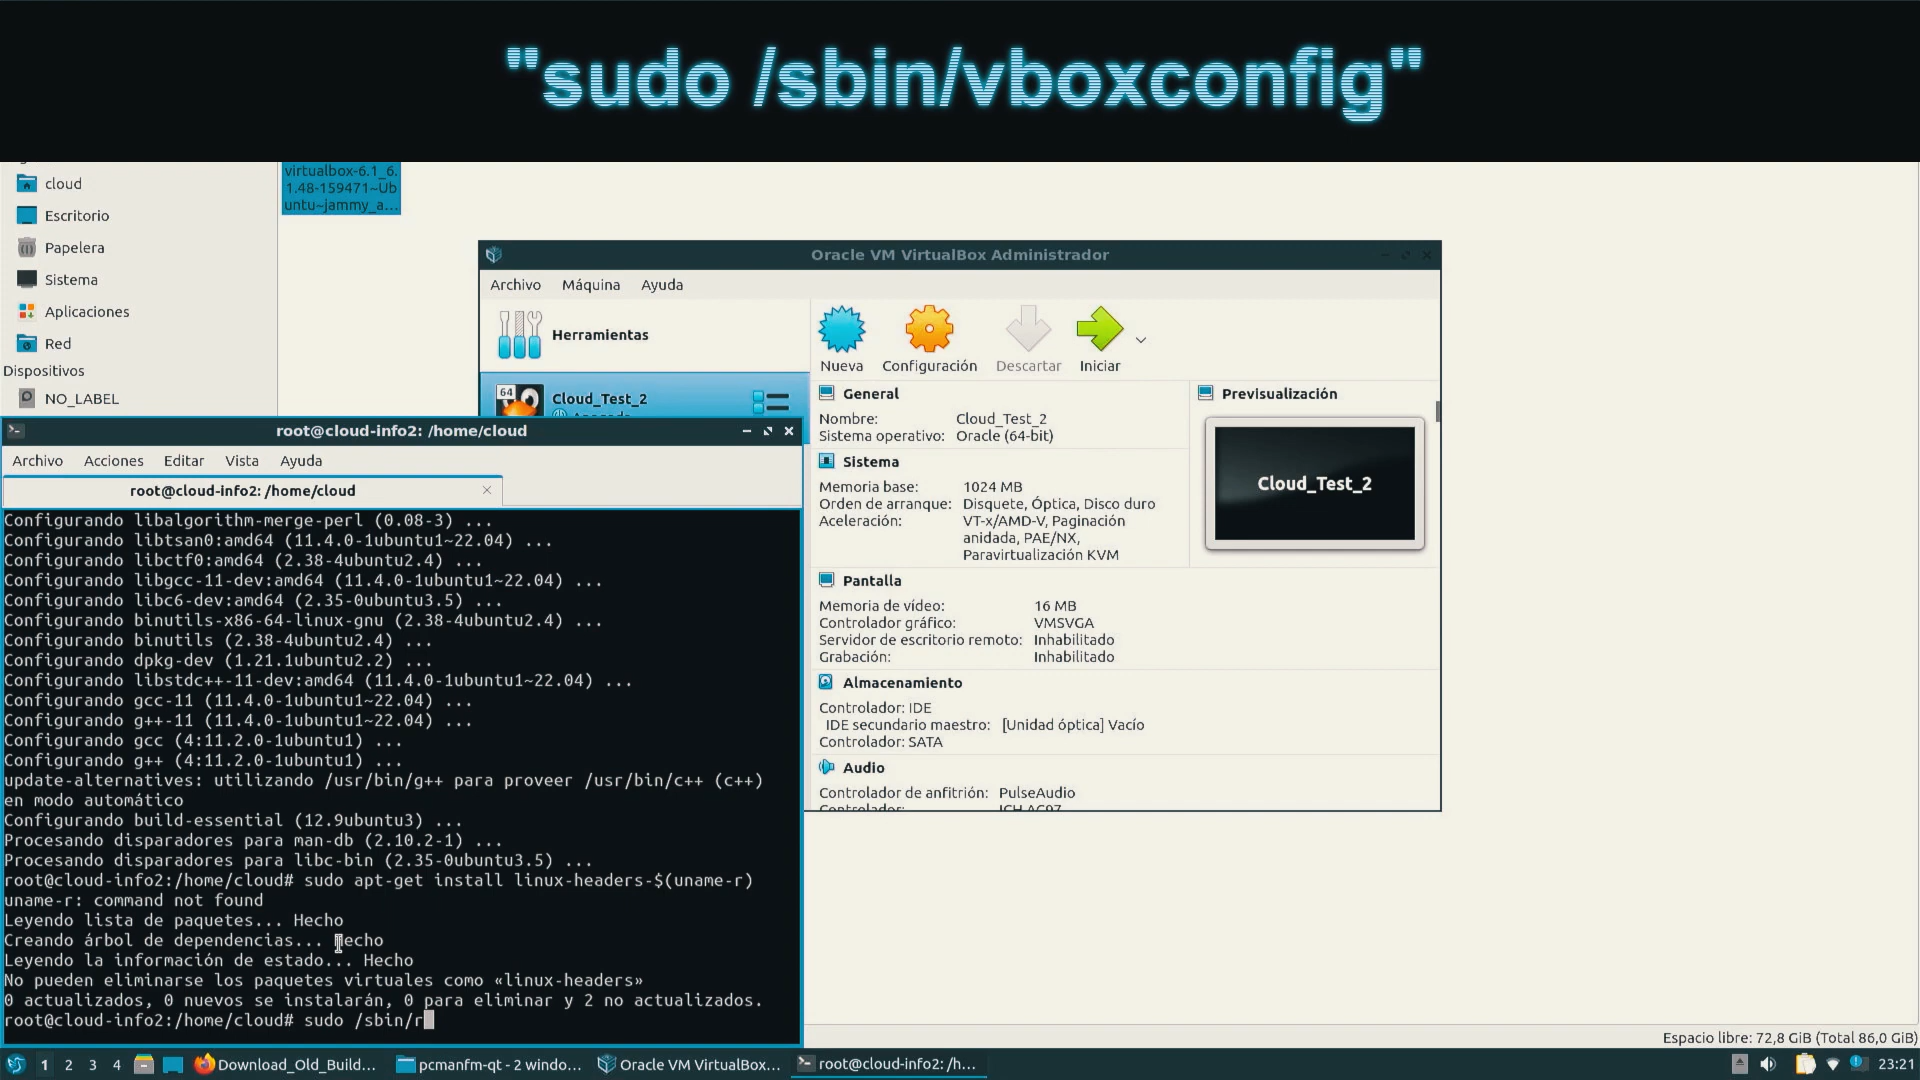 "sudo /sbin/vboxconfig"
cloud
Escritorio
Papelera
Sistema
Aplicaciones
Red
Dispositivos
NO_LABEL
virtualbox-6.1_6.
1.48-159471~Ub
untu~jammy_a...
Oracle VM VirtualBox Administrador
Archivo Máquina Ayuda
Herramientas
Nueva Configuración Descartar Iniciar
64
Cloud_Test_2
General
Nombre: Cloud_Test_2
Sistema operativo: Oracle (64-bit)
Sistema
Memoria base: 1024 MB
Orden de arranque: Disquete, Óptica, Disco duro
Aceleración: VT-x/AMD-V, Paginación
anidada, PAE/NX,
Paravirtualización KVM
Previsualización
Cloud_Test_2
Pantalla
Memoria de vídeo: 16 MB
Controlador gráfico: VMSVGA
Servidor de escritorio remoto: Inhabilitado
Grabación: Inhabilitado
Almacenamiento
Controlador: IDE
IDE secundario maestro: [Unidad óptica] Vacío
Controlador: SATA
Audio
Controlador de anfitrión: PulseAudio
Controlador: ICH AC97
root@cloud-info2: /home/cloud
Archivo Acciones Editar Vista Ayuda
root@cloud-info2: /home/cloud
Configurando libalgorithm-merge-perl (0.08-3) ...
Configurando libtsan0:amd64 (11.4.0-1ubuntu1~22.04) ...
Configurando libctf0:amd64 (2.38-4ubuntu2.4) ...
Configurando libgcc-11-dev:amd64 (11.4.0-1ubuntu1~22.04) ...
Configurando libc6-dev:amd64 (2.35-0ubuntu3.5) ...
Configurando binutils-x86-64-linux-gnu (2.38-4ubuntu2.4) ...
Configurando binutils (2.38-4ubuntu2.4) ...
Configurando dpkg-dev (1.21.1ubuntu2.2) ...
Configurando libstdc++-11-dev:amd64 (11.4.0-1ubuntu1~22.04) ...
Configurando gcc-11 (11.4.0-1ubuntu1~22.04) ...
Configurando g++-11 (11.4.0-1ubuntu1~22.04) ...
Configurando gcc (4:11.2.0-1ubuntu1) ...
Configurando g++ (4:11.2.0-1ubuntu1) ...
update-alternatives: utilizando /usr/bin/g++ para proveer /usr/bin/c++ (c++)
en modo automático
Configurando build-essential (12.9ubuntu3) ...
Procesando disparadores para man-db (2.10.2-1) ...
Procesando disparadores para libc-bin (2.35-0ubuntu3.5) ...
root@cloud-info2:/home/cloud# sudo apt-get install linux-headers-$(uname-r)
uname-r: command not found
Leyendo lista de paquetes... Hecho
Creando árbol de dependencias... Hecho
Leyendo la información de estado... Hecho
No pueden eliminarse los paquetes virtuales como «linux-headers»
0 actualizados, 0 nuevos se instalarán, 0 para eliminar y 2 no actualizados.
root@cloud-info2:/home/cloud# sudo /sbin/r
Espacio libre: 72,8 GiB (Total 86,0 GiB)
1 2 3 4 Download_Old_Build... pcmanfm-qt - 2 windo... Oracle VM VirtualBox... root@cloud-info2: /h... 23:21